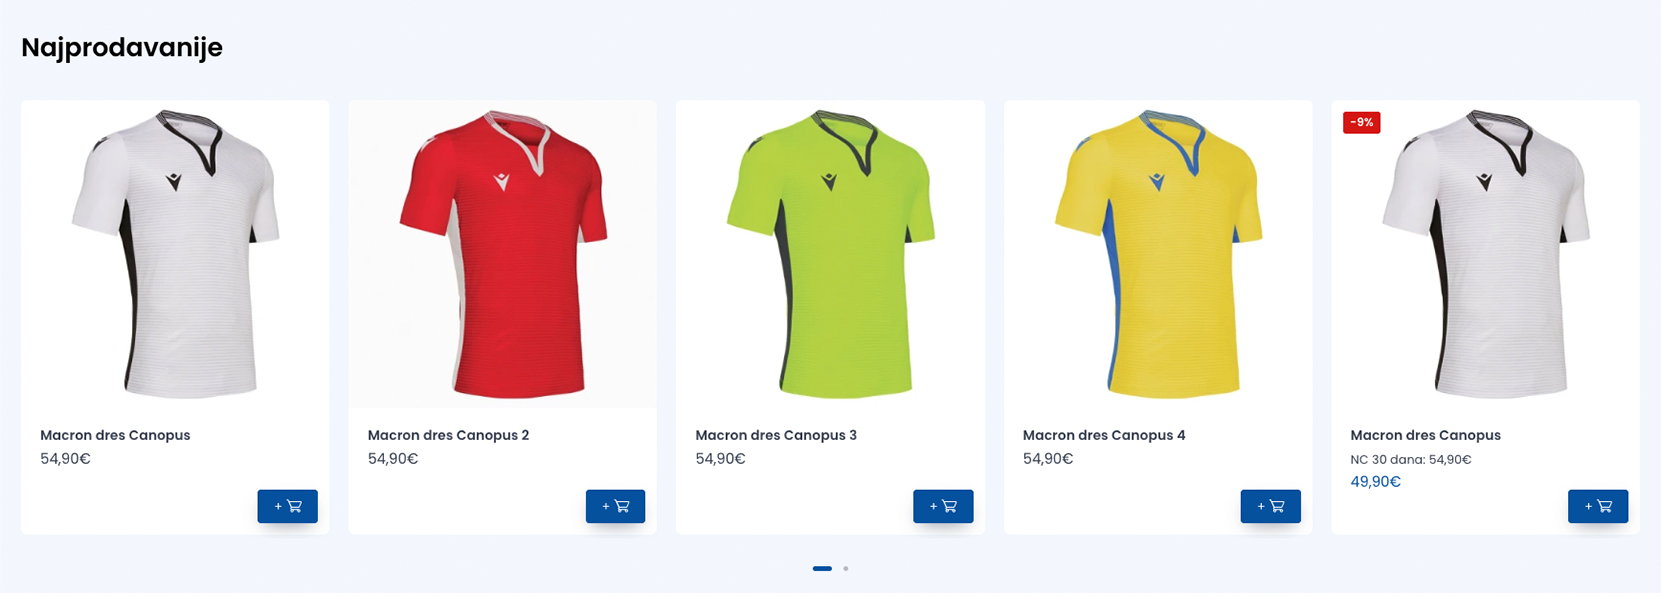 Najprodavanije
Macron dres Canopus
54,90€
+
Macron dres Canopus 2
54,90€
+
Macron dres Canopus 3
54,90€
+
Macron dres Canopus 4
54,90€
+
-9%
Macron dres Canopus
NC 30 dana: 54,90€
49,90€
+